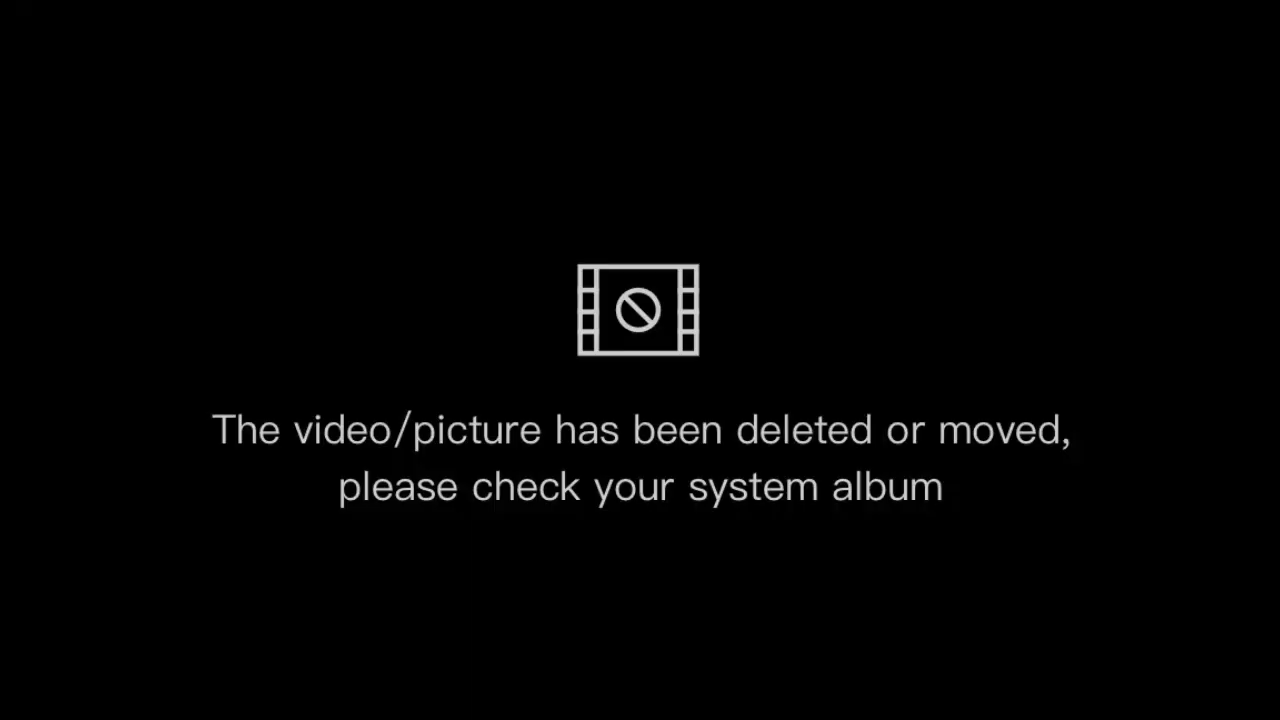 The video/picture has been deleted or moved,
please check your system album